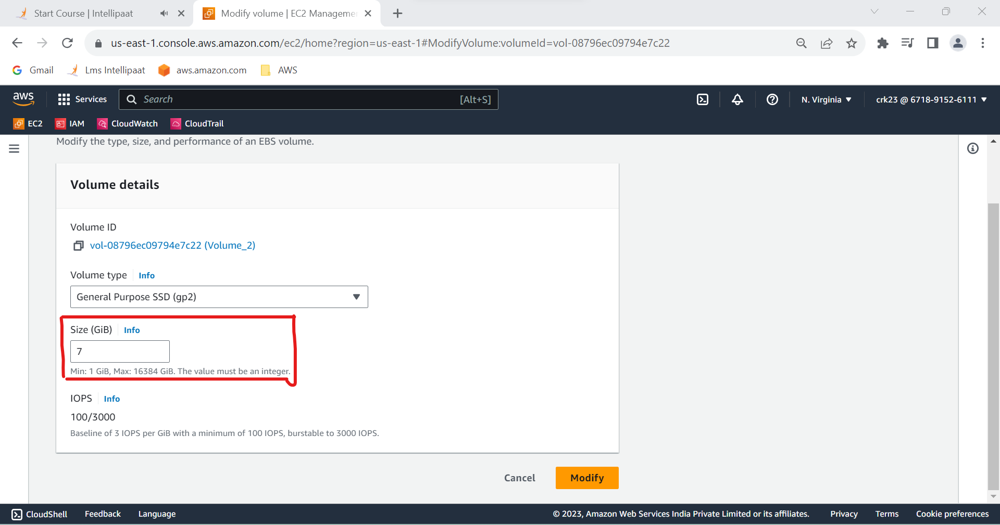 Start Course | Intellipaat
Modify volume | EC2 Manageme
us-east-1.console.aws.amazon.com/ec2/home?region=us-east-1#ModifyVolume:volumeId=vol-08796ec09794e7c22
Gmail Lms Intellipaat aws.amazon.com AWS
aws Services Search [Alt+S] N. Virginia crk23 @ 6718-9152-6111
EC2 IAM CloudWatch CloudTrail
Modify the type, size, and performance of an EBS volume.
Volume details
Volume ID
vol-08796ec09794e7c22 (Volume_2)
Volume type Info
General Purpose SSD (gp2)
Size (GiB) Info
7
Min: 1 GiB, Max: 16384 GiB. The value must be an integer.
IOPS Info
100/3000
Baseline of 3 IOPS per GiB with a minimum of 100 IOPS, burstable to 3000 IOPS.
Cancel Modify
CloudShell Feedback Language © 2023, Amazon Web Services India Private Limited or its affiliates. Privacy Terms Cookie preferences